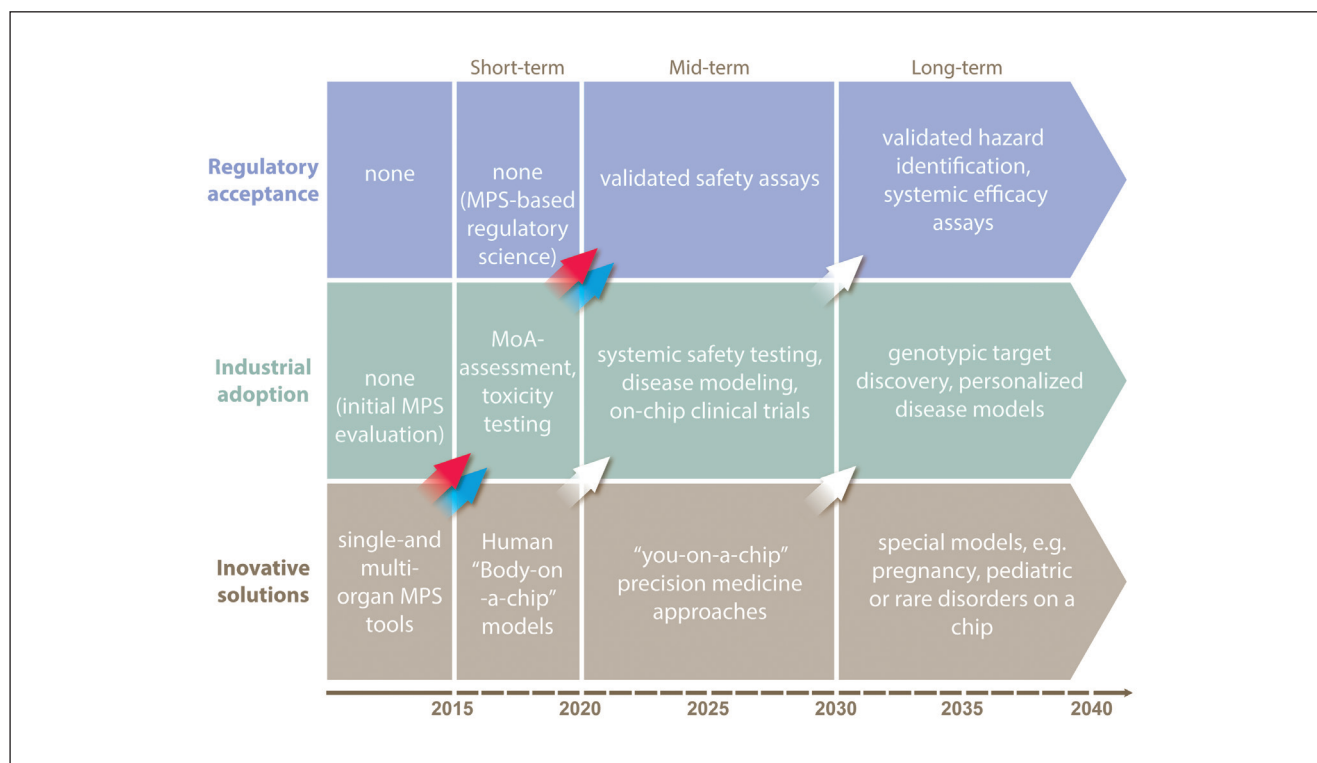 Short-term
Mid-term
Long-term
Regulatory
acceptance
none
none
(MPS-based
regulatory
science)
validated safety assays
validated hazard
identification,
systemic efficacy
assays
Industrial
adoption
none
(initial MPS
evaluation)
MoA-
assessment,
toxicity
testing
systemic safety testing,
disease modeling,
on-chip clinical trials
genotypic target
discovery, personalized
disease models
Inovative
solutions
single-and
multi-
organ MPS
tools
Human
“Body-on
-a-chip”
models
“you-on-a-chip”
precision medicine
approaches
special models, e.g.
pregnancy, pediatric
or rare disorders on a
chip
2015
2020
2025
2030
2035
2040